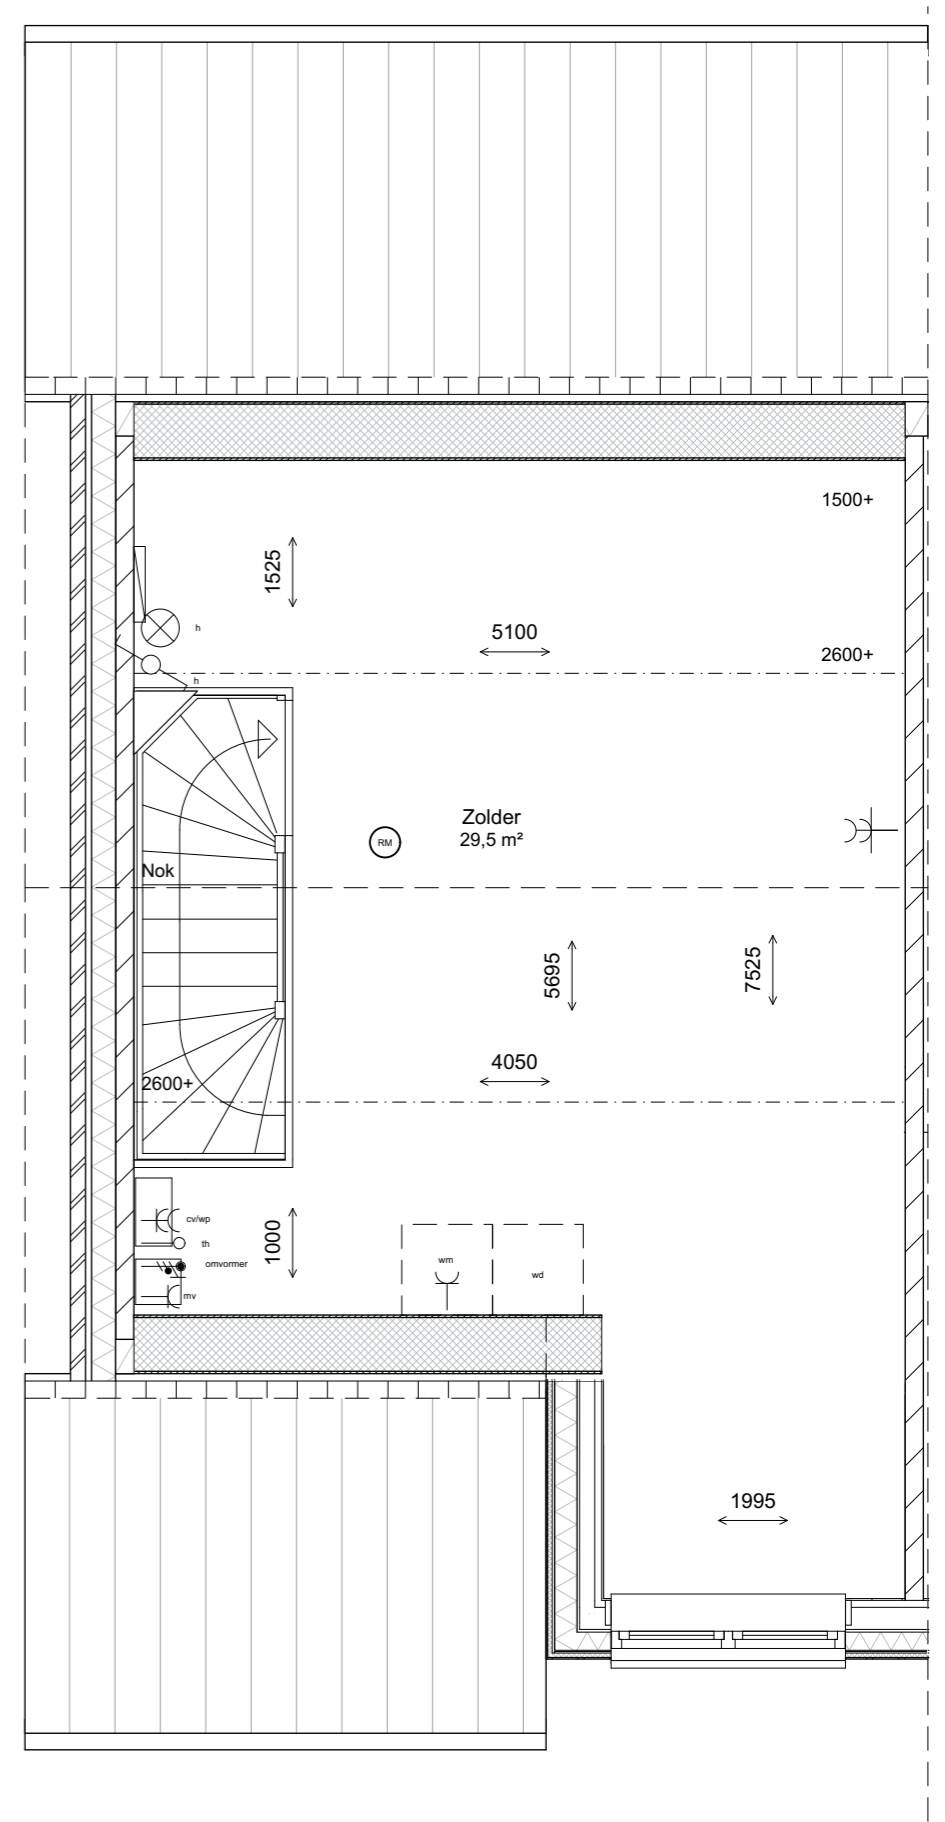 1500+
1525
5100
2600+
h
h
Zolder
29,5 m²
RM
Nok
5695
7525
4050
2600+
cv/wp
th
omvormer
mv
1000
wm
wd
1995